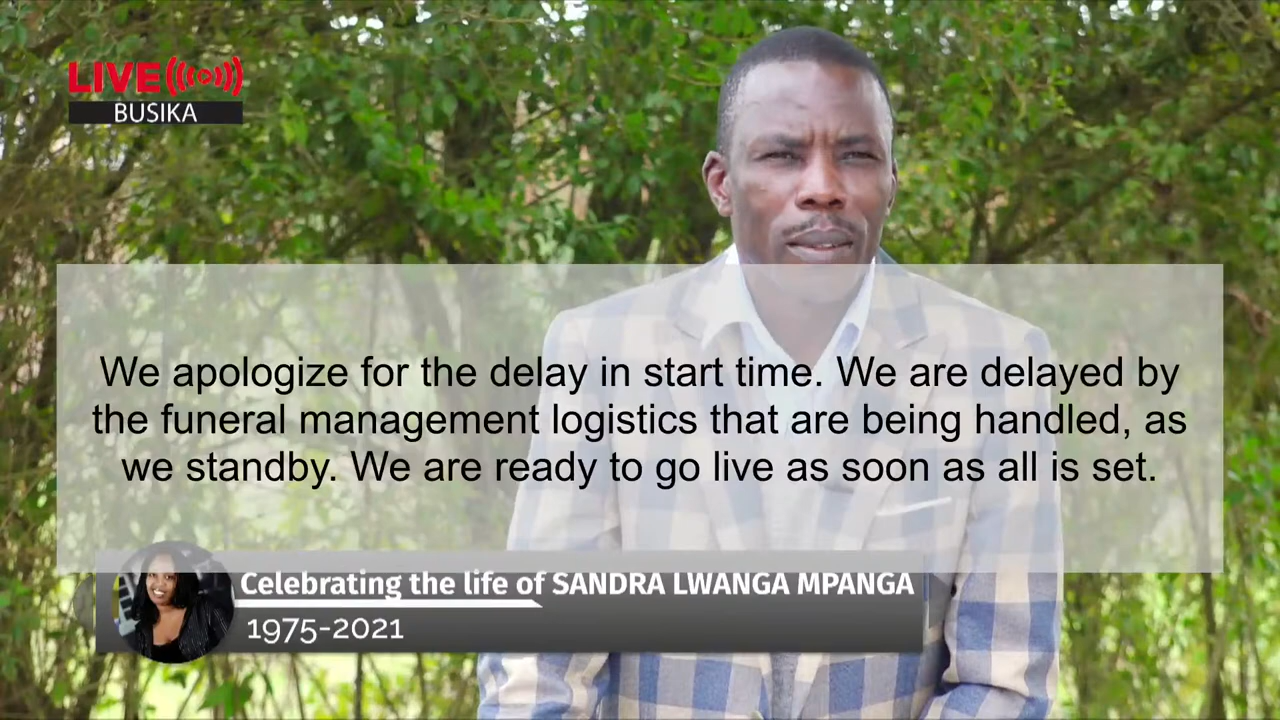 LIVE
BUSIKA
We apologize for the delay in start time. We are delayed by
the funeral management logistics that are being handled, as
we standby. We are ready to go live as soon as all is set.
Celebrating the life of SANDRA LWANGA MPANGA
1975-2021